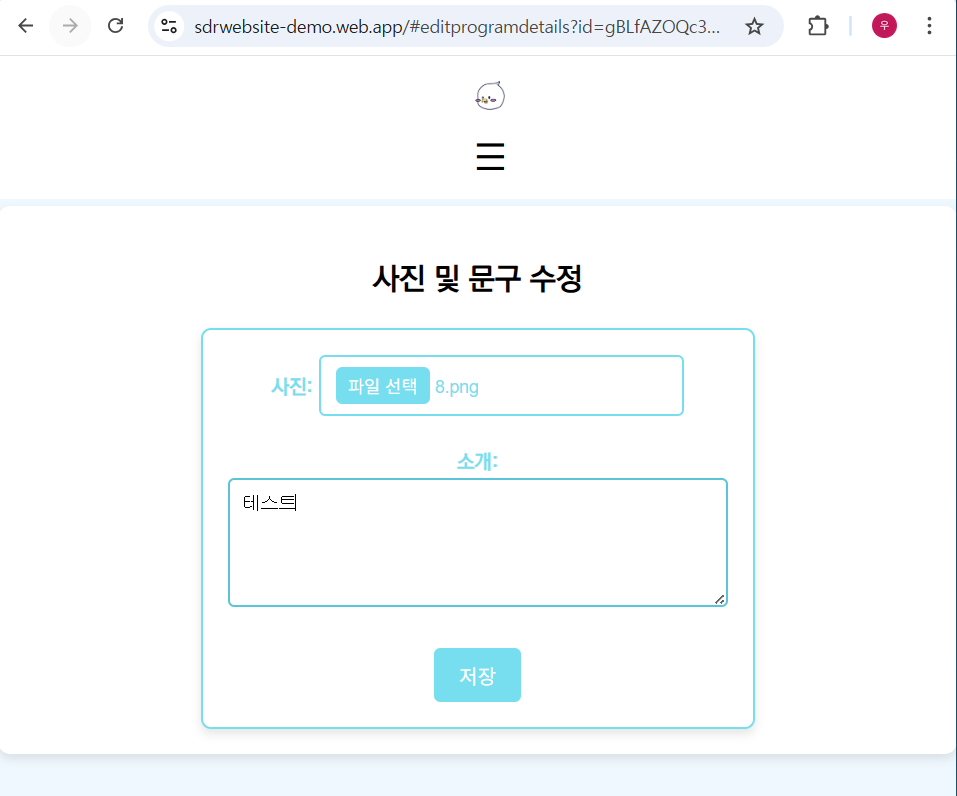 sdrwebsite-demo.web.app/#editprogramdetails?id=gBLfAZOQc3...
우
사진 및 문구 수정
사진: 파일 선택 8.png
소개:
테스트
저장